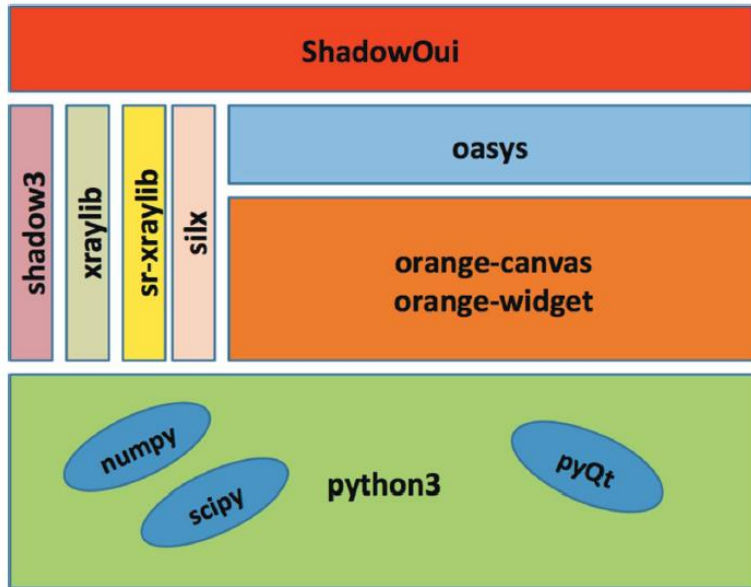 ShadowOui
shadow3
xraylib
sr-xraylib
silx
oasys
orange-canvas
orange-widget
numpy
scipy
python3
pyQt